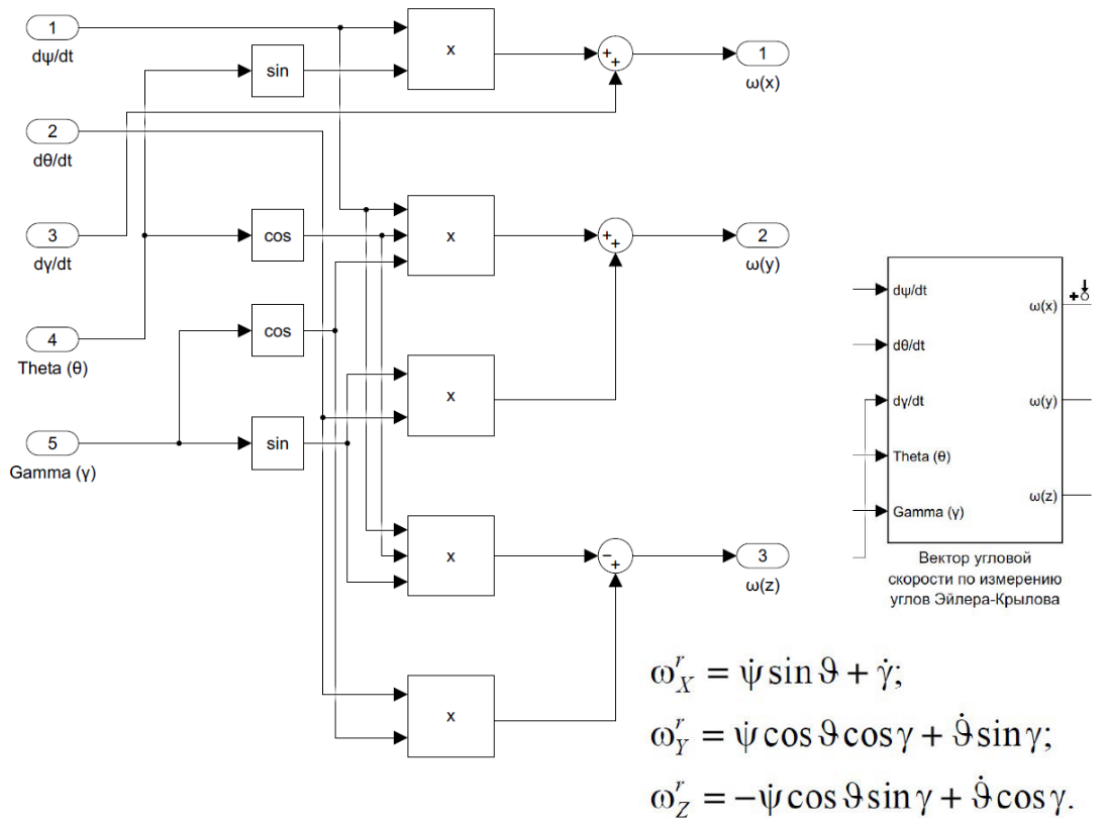 1
dψ/dt
sin
x
+
+
1
ω(x)
2
dθ/dt
3
dγ/dt
cos
x
+
+
2
ω(y)
4
Theta (θ)
cos
x
5
Gamma (γ)
sin
x
−
+
3
ω(z)
x
dψ/dt
dθ/dt
dγ/dt
Theta (θ)
Gamma (γ)
ω(x)
ω(y)
ω(z)
+
Вектор угловой
скорости по измерению
углов Эйлера-Крылова
ω^r_X = ψ̇ sin ϑ + γ̇;
ω^r_Y = ψ̇ cos ϑ cos γ + ϑ̇ sin γ;
ω^r_Z = −ψ̇ cos ϑ sin γ + ϑ̇ cos γ.